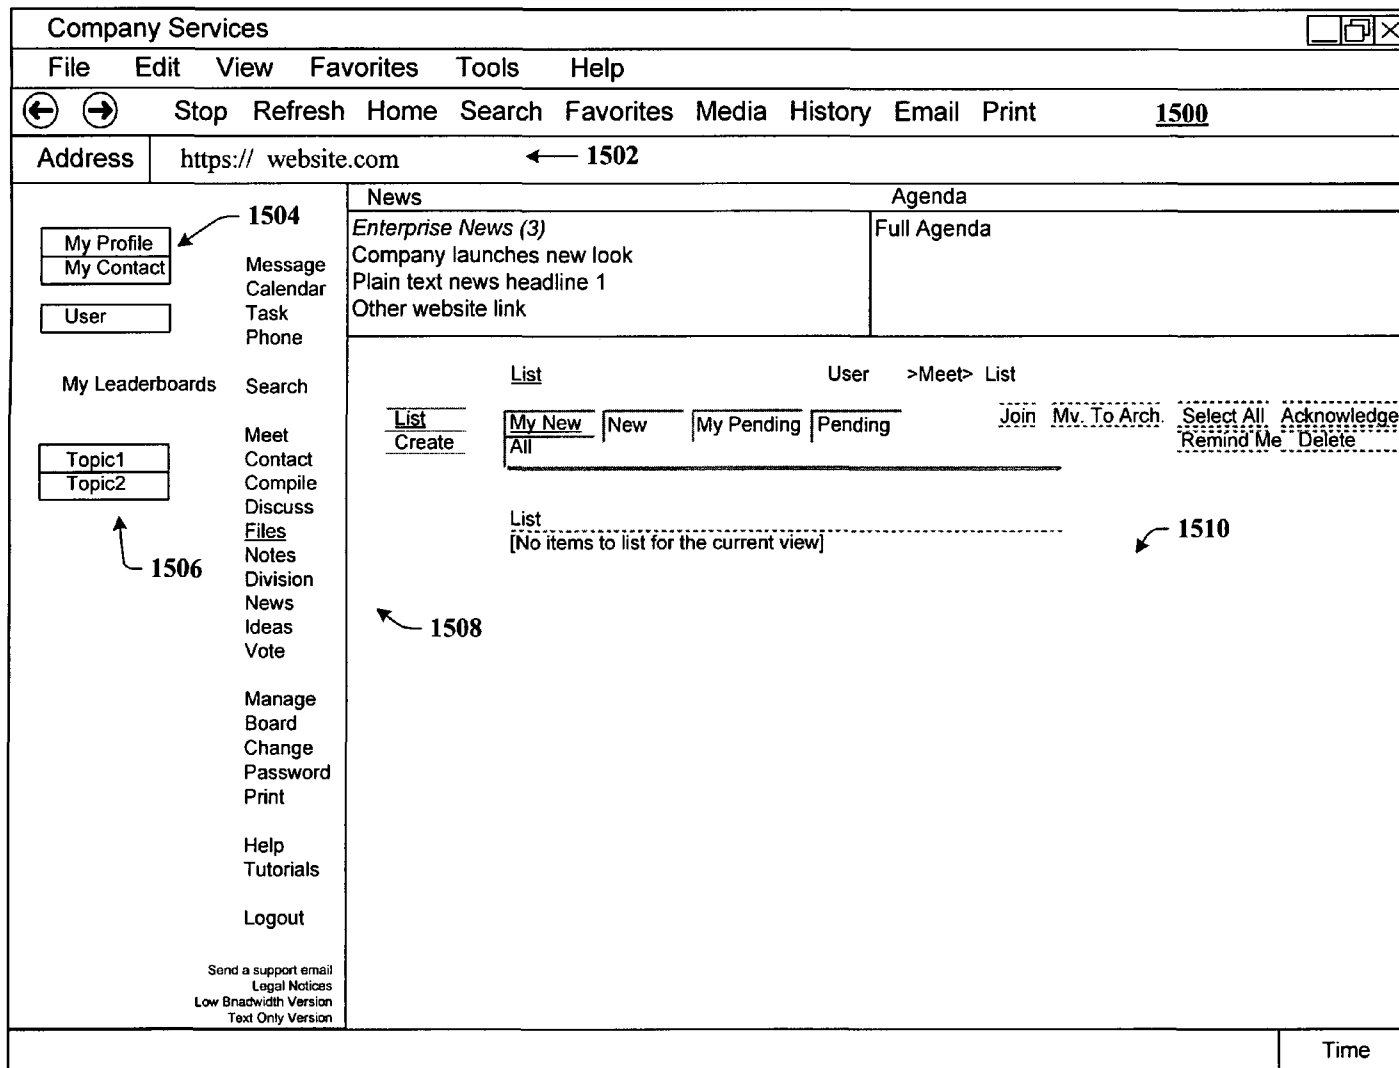 Company Services
File Edit View Favorites Tools Help
Stop Refresh Home Search Favorites Media History Email Print 1500
Address https:// website.com 1502
1504
My Profile
My Contact
User
My Leaderboards
Topic1
Topic2
1506
Message
Calendar
Task
Phone
Search
Meet
Contact
Compile
Discuss
Files
Notes
Division
News
Ideas
Vote
Manage
Board
Change
Password
Print
Help
Tutorials
Logout
Send a support email
Legal Notices
Low Bnadwidth Version
Text Only Version
News
Enterprise News (3)
Company launches new look
Plain text news headline 1
Other website link
Agenda
Full Agenda
List User >Meet> List
List
Create
My New New My Pending Pending
All
Join Mv. To Arch. Select All Acknowledge
Remind Me Delete
List
[No items to list for the current view]
1510
1508
Time